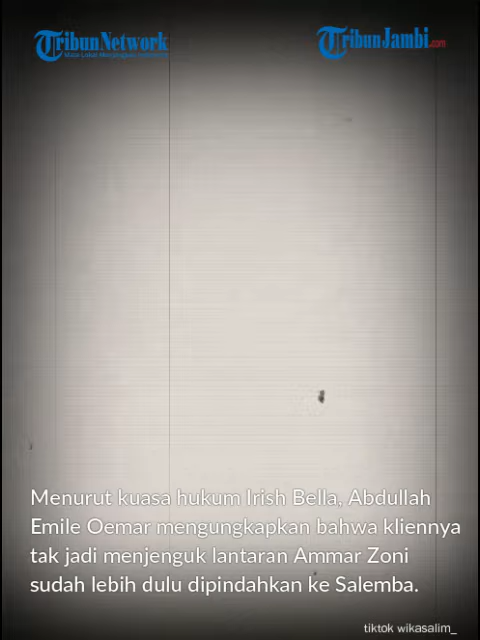 TribunNetwork
TribunJambi.com
Menurut kuasa hukum Irish Bella, Abdullah
Emile Oemar mengungkapkan bahwa kliennya
tak jadi menjenguk lantaran Ammar Zoni
sudah lebih dulu dipindahkan ke Salemba.
tiktok wikasalim_